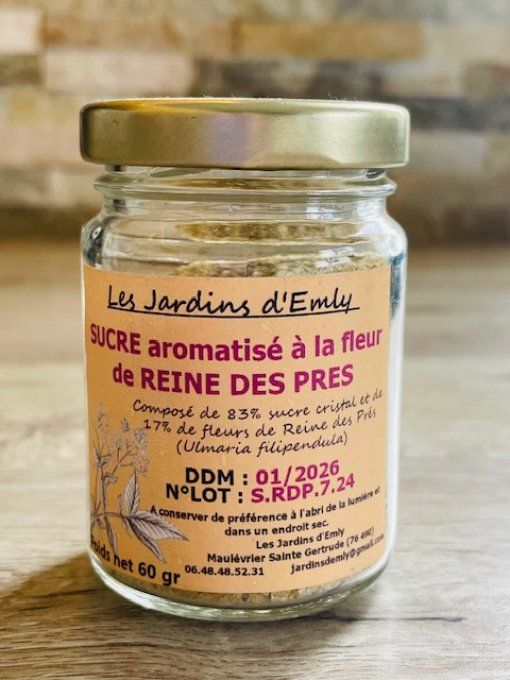 Les Jardins d'Emly
SUCRE aromatisé à la fleur
de REINE DES PRES
Composé de 83% sucre cristal et de
17% de fleurs de Reine des Prés
(Ulmaria filipendula)
DDM : 01/2026
N°LOT : S.RDP.7.24
A conserver de préférence à l'abri de la lumière et
dans un endroit sec.
Les Jardins d'Emly
Maulévrier Sainte Gertrude (76 490)
06.48.48.52.31 jardinsdemly@gmail.com
Poids net 60 gr